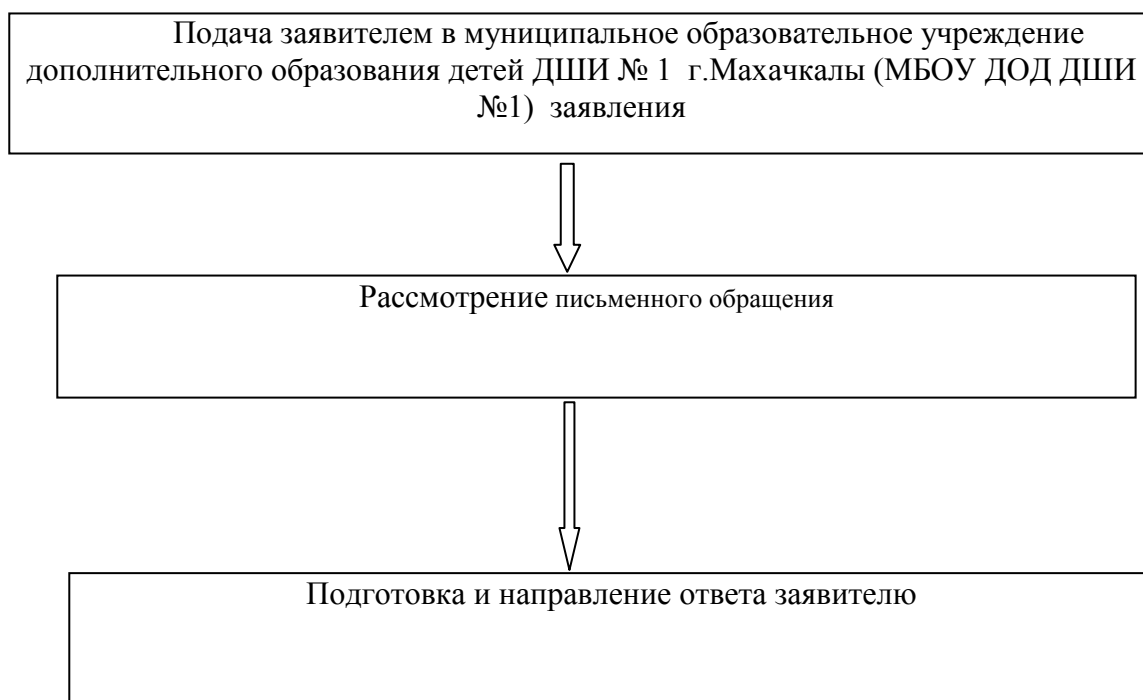 Подача заявителем в муниципальное образовательное учреждение
дополнительного образования детей ДШИ № 1 г.Махачкалы (МБОУ ДОД ДШИ
№1) заявления
Рассмотрение письменного обращения
Подготовка и направление ответа заявителю